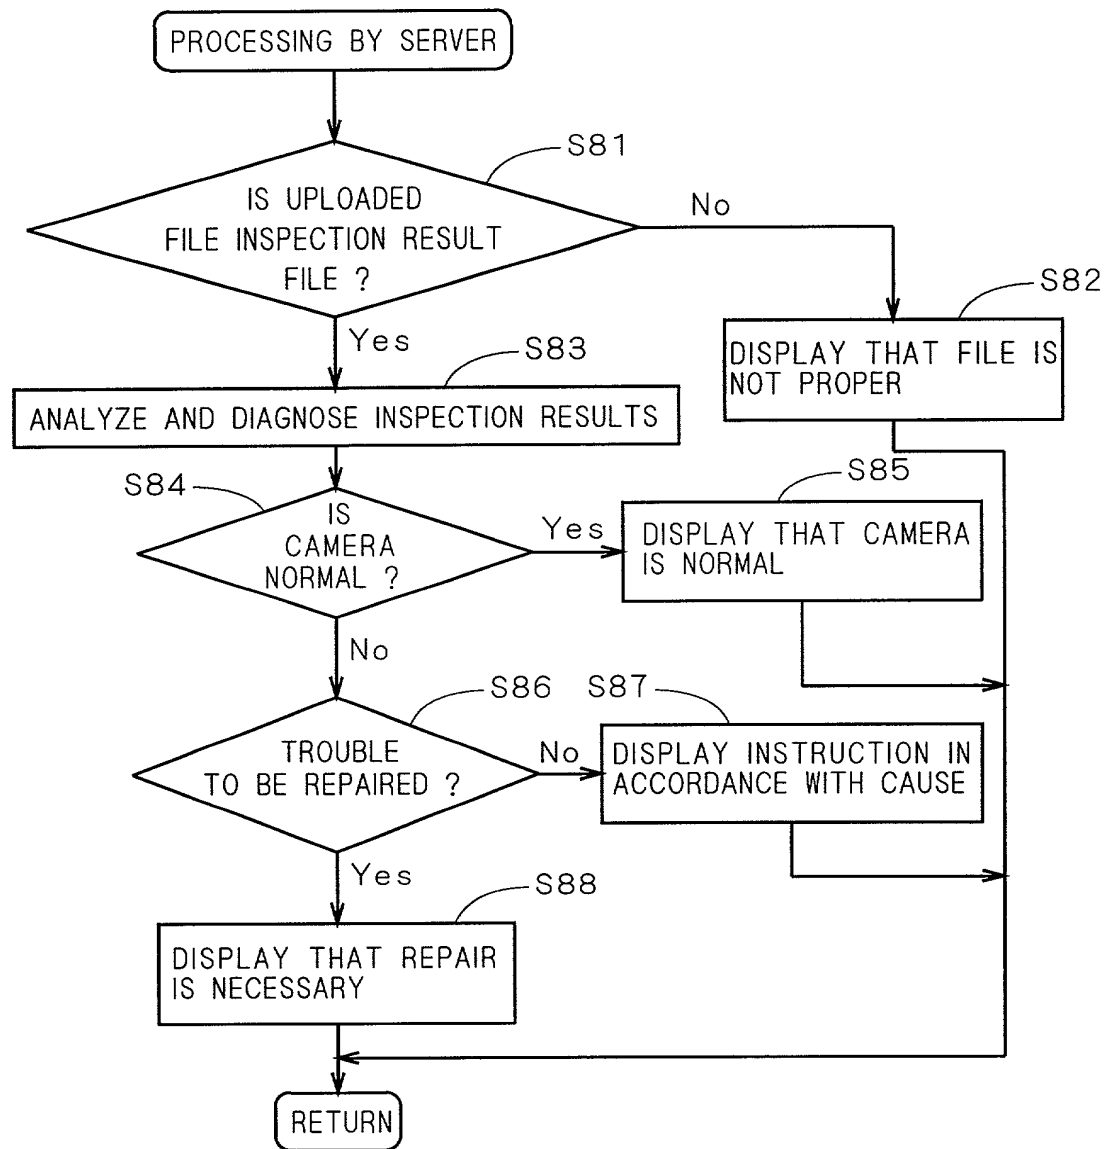 PROCESSING BY SERVER
S81
IS UPLOADED
FILE INSPECTION RESULT
FILE ?
No
S82
DISPLAY THAT FILE IS
NOT PROPER
Yes
S83
ANALYZE AND DIAGNOSE INSPECTION RESULTS
S84
IS
CAMERA
NORMAL ?
Yes
S85
DISPLAY THAT CAMERA
IS NORMAL
No
S86
TROUBLE
TO BE REPAIRED ?
No
S87
DISPLAY INSTRUCTION IN
ACCORDANCE WITH CAUSE
Yes
S88
DISPLAY THAT REPAIR
IS NECESSARY
RETURN